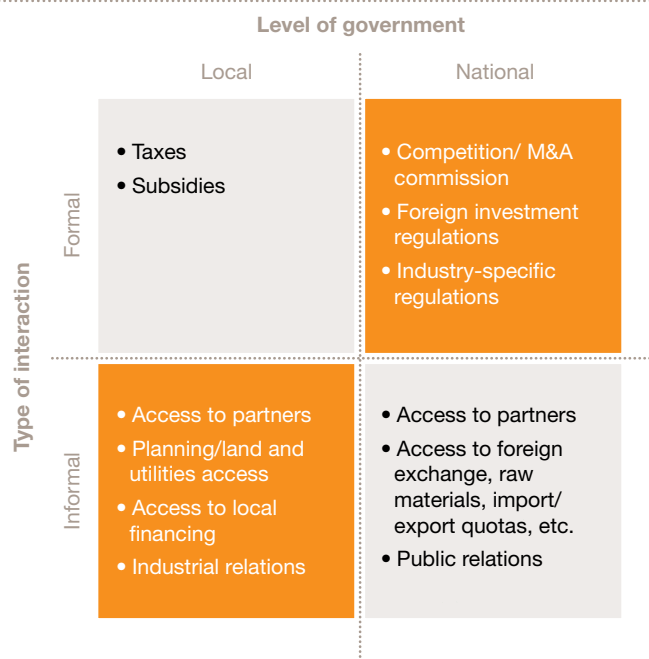 Level of government
Local
National
Type of interaction
Formal
• Taxes
• Subsidies
• Competition/ M&A
commission
• Foreign investment
regulations
• Industry-specific
regulations
Informal
• Access to partners
• Planning/land and
utilities access
• Access to local
financing
• Industrial relations
• Access to partners
• Access to foreign
exchange, raw
materials, import/
export quotas, etc.
• Public relations